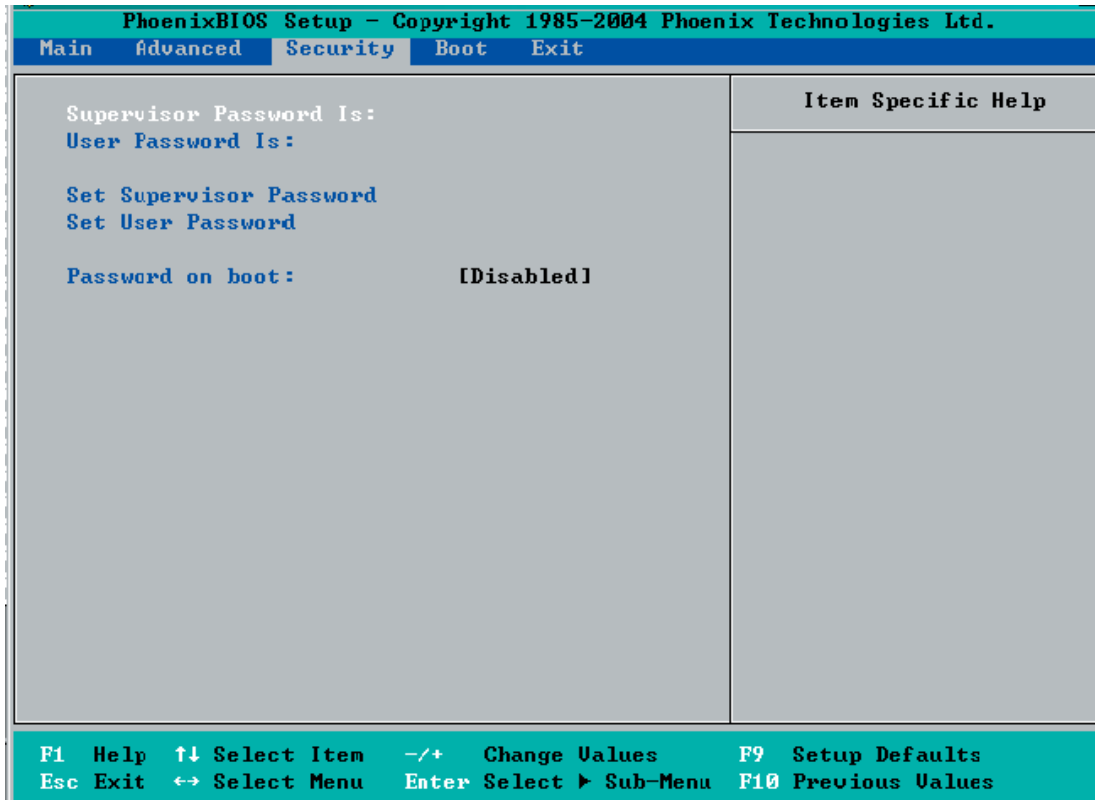 PhoenixBIOS Setup - Copyright 1985-2004 Phoenix Technologies Ltd.
Main Advanced Security Boot Exit
Item Specific Help
Supervisor Password Is:
User Password Is:
Set Supervisor Password
Set User Password
Password on boot: [Disabled]
F1 Help ↑↓ Select Item -/+ Change Values F9 Setup Defaults
Esc Exit ↔ Select Menu Enter Select ▶ Sub-Menu F10 Previous Values